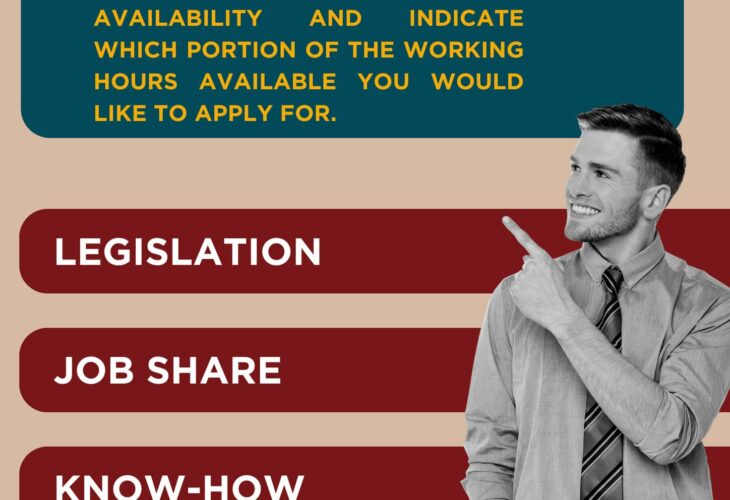 AVAILABILITY AND INDICATE
WHICH PORTION OF THE WORKING
HOURS AVAILABLE YOU WOULD
LIKE TO APPLY FOR.
LEGISLATION
JOB SHARE
KNOW-HOW